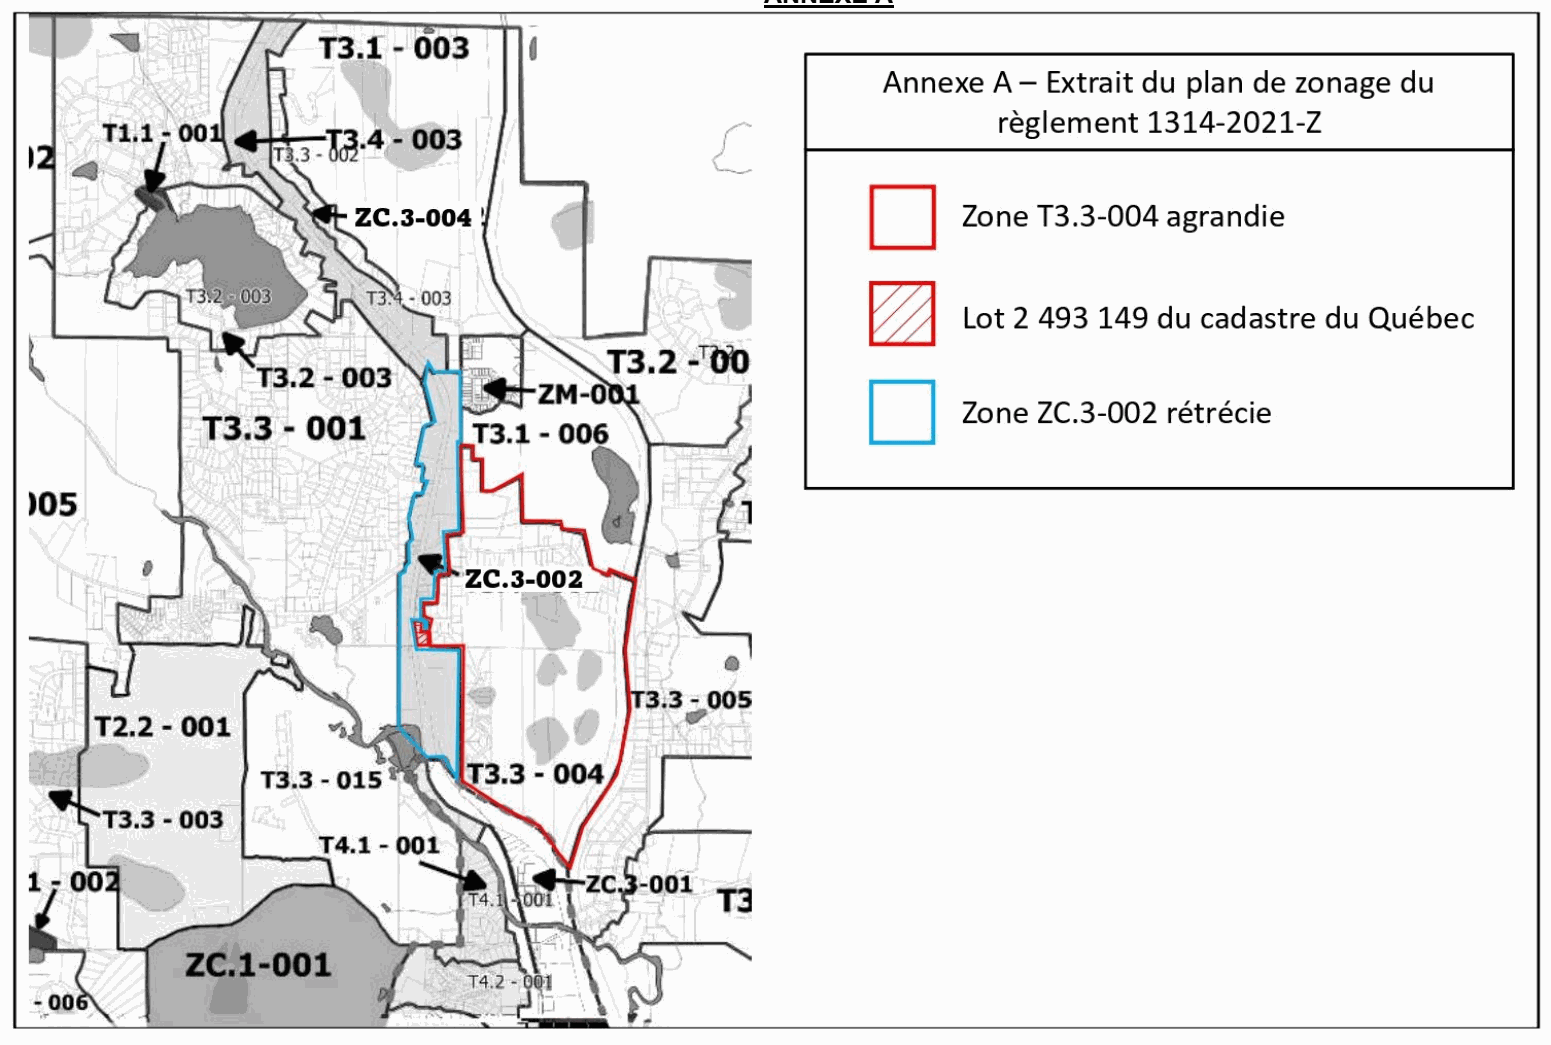 ANNEXE A
T3.1 - 003
T1.1 - 001
T3.4 - 003
T3.3 - 002
02
ZC.3-004
T3.2 - 003
T3.4 - 003
T3.2 - 003
T3.2 - 00
T3.2
ZM-001
T3.3 - 001
T3.1 - 006
005
ZC.3-002
T3.3 - 005
T2.2 - 001
T3.3 - 015
T3.3 - 004
T3.3 - 003
T4.1 - 001
1 - 002
ZC.3-001
T4.1 - 001
T3
ZC.1-001
T4.2 - 001
- 006
Annexe A – Extrait du plan de zonage du
règlement 1314-2021-Z
Zone T3.3-004 agrandie
Lot 2 493 149 du cadastre du Québec
Zone ZC.3-002 rétrécie